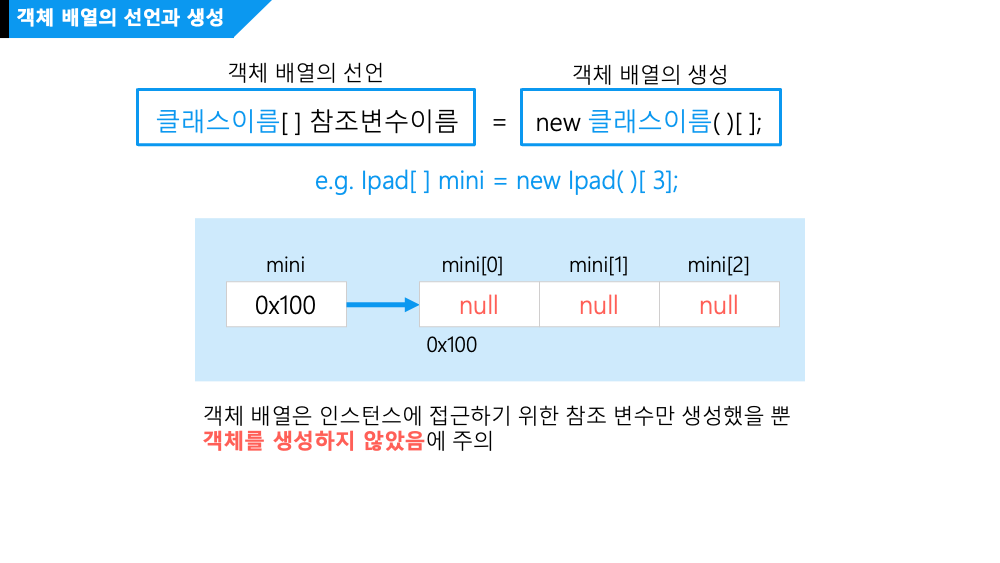 객체 배열의 선언과 생성
객체 배열의 선언
객체 배열의 생성
클래스이름[ ] 참조변수이름 = new 클래스이름( )[ ];
e.g. Ipad[ ] mini = new Ipad( )[ 3];
mini mini[0] mini[1] mini[2]
0x100 null null null
0x100
객체 배열은 인스턴스에 접근하기 위한 참조 변수만 생성했을 뿐
객체를 생성하지 않았음에 주의